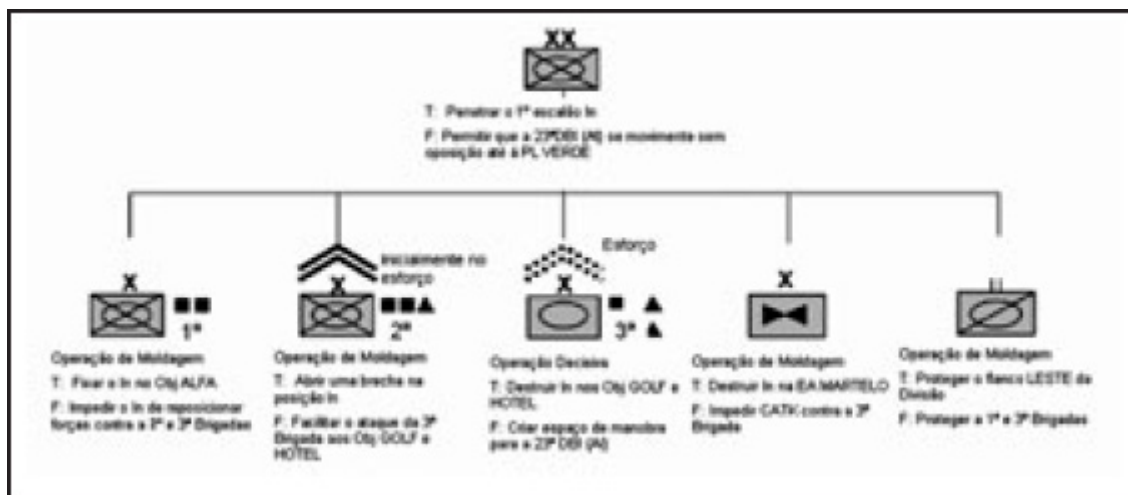 XX
T: Penetrar o 1º escalão In
F: Permitir que a 23ª DBI (AI) se movimente sem
oposição até à PL VERDE
Inicialmente no
esforço
Esforço
X
1ª
X
2ª
X
3ª
X
II
Operação de Moldagem
T: Fixar o In no Obj ALFA
F: Impedir o In de reposicionar
forças contra a e 3ª Brigadas
Operação de Moldagem
T: Abrir uma brecha na
posição In
F: Facilitar o ataque da 3ª
Brigada aos Obj GOLF e
HOTEL
Operação Decisiva
T: Destruir In nos Obj GOLF e
HOTEL
F: Criar espaço de manobra
para a 23ª DBI (AI)
Operação de Moldagem
T: Destruir In na EA MARTELO
F: Impedir CATK contra a 3ª
Brigada
Operação de Moldagem
T: Proteger o flanco LESTE da
Divisão
F: Proteger a 1ª e 3ª Brigadas